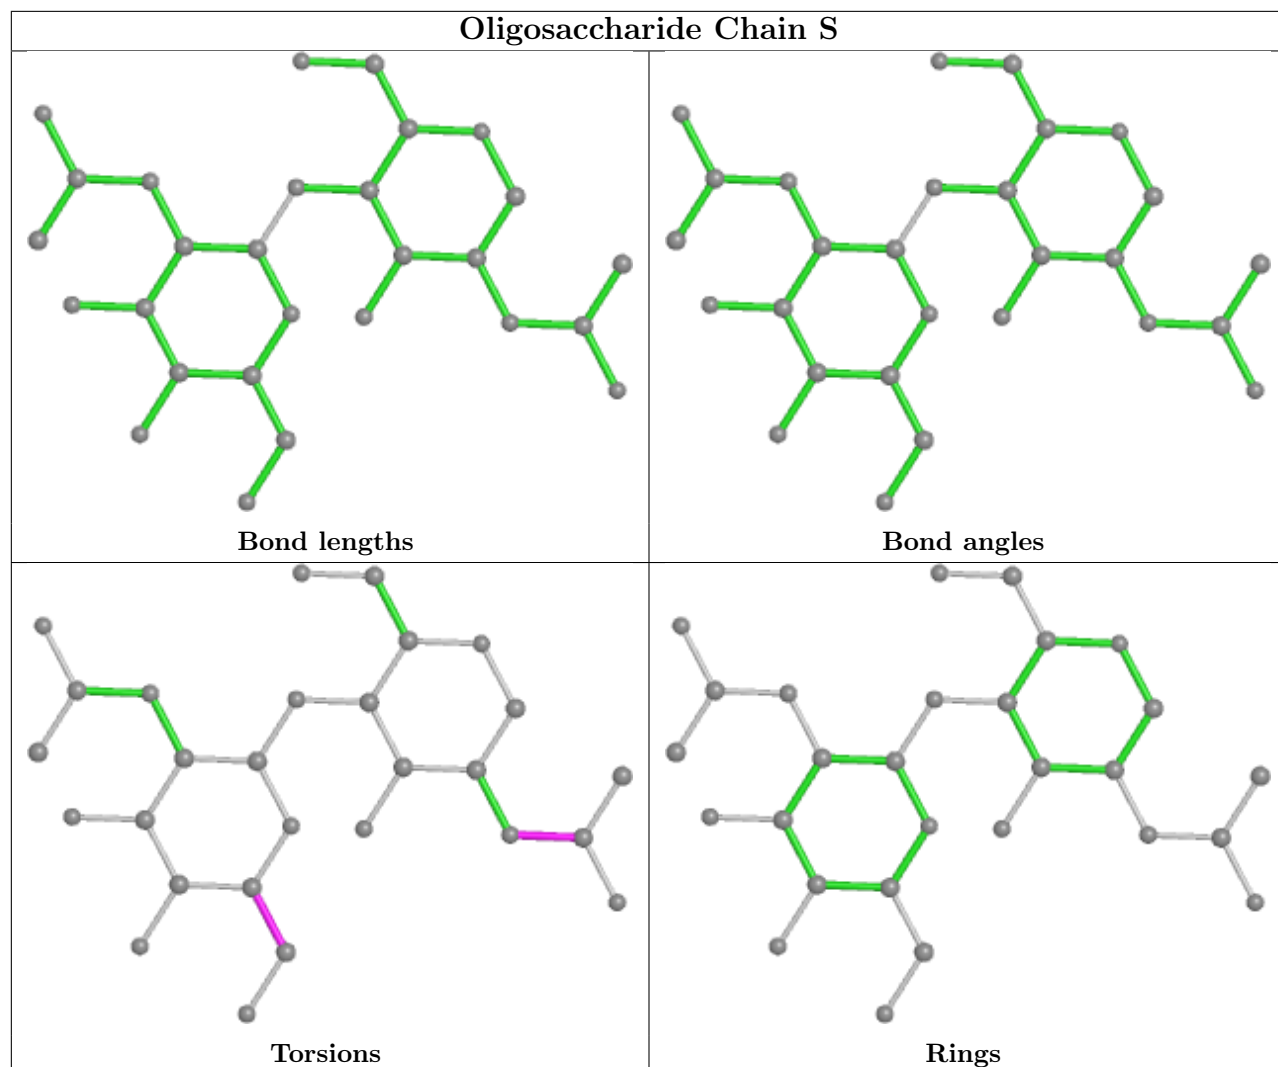 Oligosaccharide Chain S
Bond lengths
Bond angles
Torsions
Rings